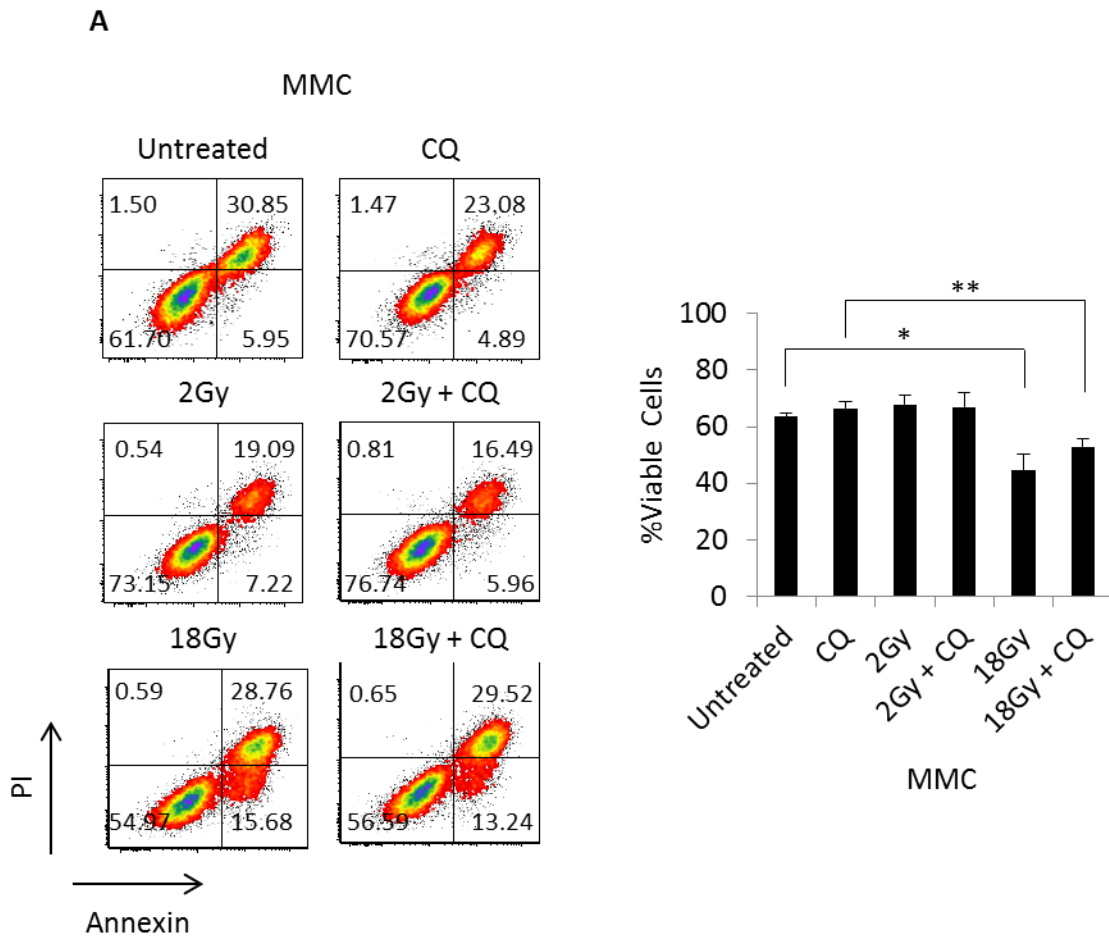 A
MMC
Untreated
CQ
1.50 30.85
61.70 5.95
1.47 23.08
70.57 4.89
2Gy
2Gy + CQ
0.54 19.09
73.15 7.22
0.81 16.49
76.74 5.96
18Gy
18Gy + CQ
0.59 28.76
54.97 15.68
0.65 29.52
56.59 13.24
PI
Annexin
%Viable Cells
100
80
60
40
20
0
**
*
Untreated
CQ
2Gy
2Gy + CQ
18Gy
18Gy + CQ
MMC